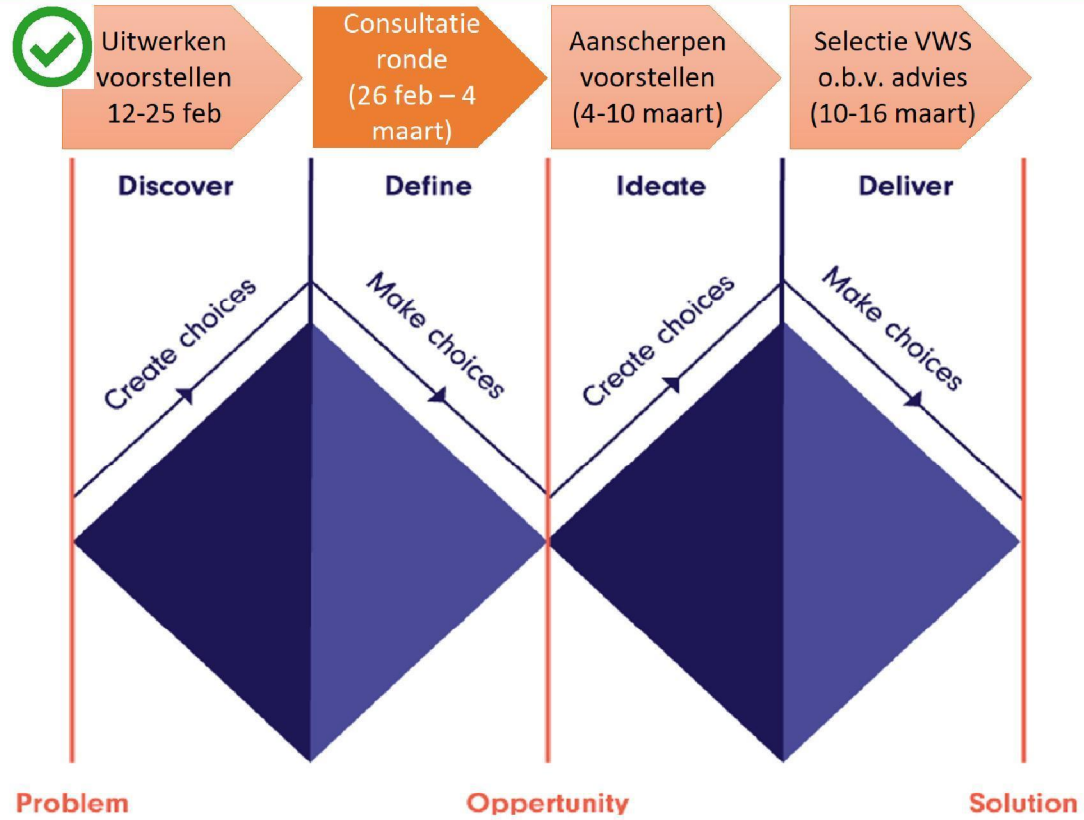 Uitwerken
voorstellen
12-25 feb
Consultatie
ronde
(26 feb – 4
maart)
Aanscherpen
voorstellen
(4-10 maart)
Selectie VWS
o.b.v. advies
(10-16 maart)
Discover
Define
Ideate
Deliver
Create choices
Make choices
Create choices
Make choices
Problem
Oppertunity
Solution